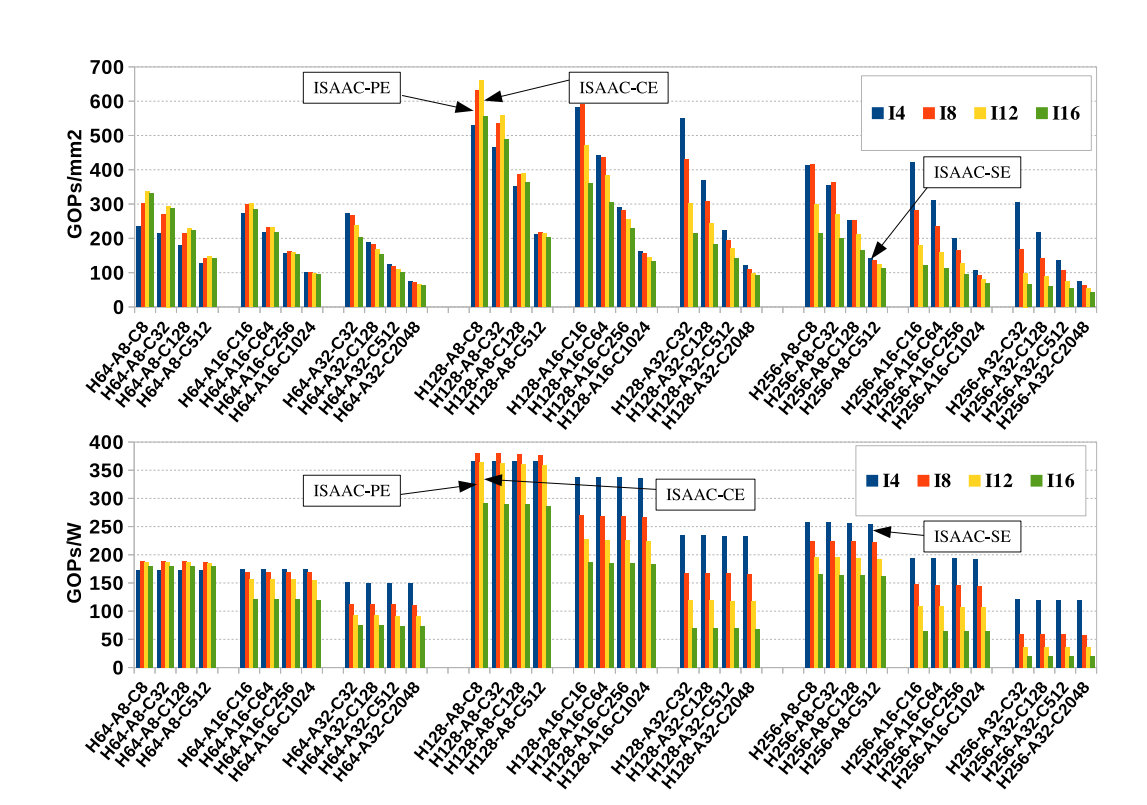 700
600
500
400
300
200
100
0
GOPs/mm2
ISAAC-PE
ISAAC-CE
ISAAC-SE
I4 I8 I12 I16
H64-A8-C8
H64-A8-C32
H64-A8-C128
H64-A8-C512
H64-A16-C16
H64-A16-C64
H64-A16-C256
H64-A16-C1024
H64-A32-C32
H64-A32-C128
H64-A32-C512
H64-A32-C2048
H128-A8-C8
H128-A8-C32
H128-A8-C128
H128-A8-C512
H128-A16-C16
H128-A16-C64
H128-A16-C256
H128-A16-C1024
H128-A32-C32
H128-A32-C128
H128-A32-C512
H128-A32-C2048
H256-A8-C8
H256-A8-C32
H256-A8-C128
H256-A8-C512
H256-A16-C16
H256-A16-C64
H256-A16-C256
H256-A16-C1024
H256-A32-C32
H256-A32-C128
H256-A32-C512
H256-A32-C2048
400
350
300
250
200
150
100
50
0
GOPs/W
ISAAC-PE
ISAAC-CE
ISAAC-SE
I4 I8 I12 I16
H64-A8-C8
H64-A8-C32
H64-A8-C128
H64-A8-C512
H64-A16-C16
H64-A16-C64
H64-A16-C256
H64-A16-C1024
H64-A32-C32
H64-A32-C128
H64-A32-C512
H64-A32-C2048
H128-A8-C8
H128-A8-C32
H128-A8-C128
H128-A8-C512
H128-A16-C16
H128-A16-C64
H128-A16-C256
H128-A16-C1024
H128-A32-C32
H128-A32-C128
H128-A32-C512
H128-A32-C2048
H256-A8-C8
H256-A8-C32
H256-A8-C128
H256-A8-C512
H256-A16-C16
H256-A16-C64
H256-A16-C256
H256-A16-C1024
H256-A32-C32
H256-A32-C128
H256-A32-C512
H256-A32-C2048